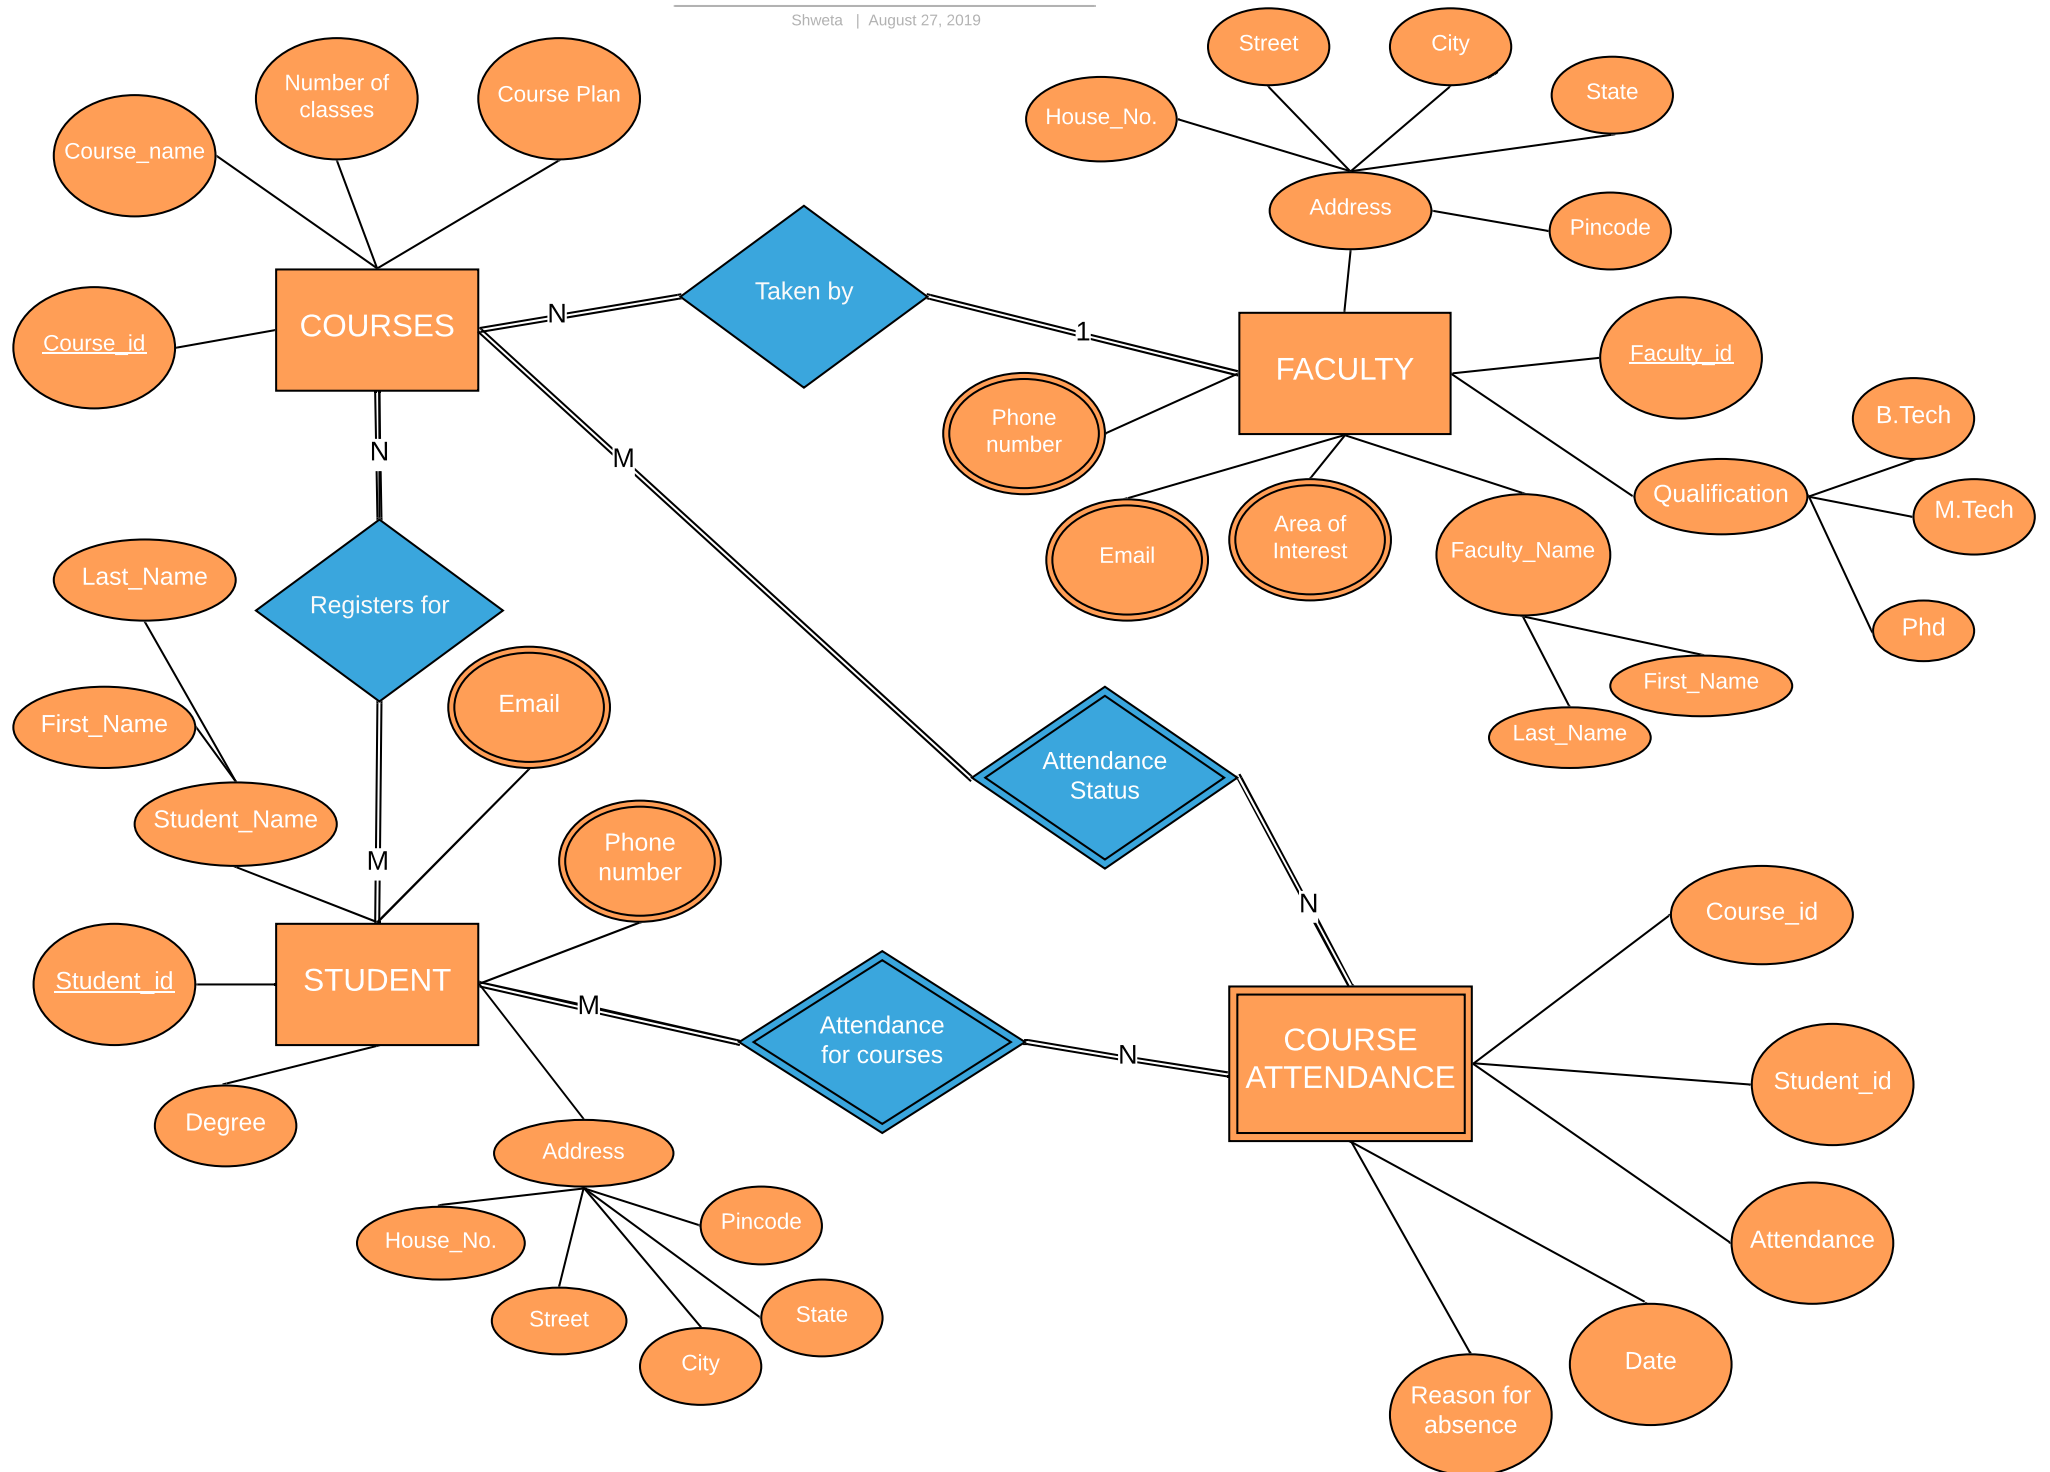 Shweta | August 27, 2019
Street
City
State
House_No.
Address
Pincode
Number of
classes
Course Plan
Course_name
Course_id
COURSES
N
Taken by
1
FACULTY
Faculty_id
Phone
number
Email
Area of
Interest
Faculty_Name
Qualification
B.Tech
M.Tech
Phd
First_Name
Last_Name
N
M
Registers for
Last_Name
First_Name
Student_Name
Email
Phone
number
M
STUDENT
Student_id
Degree
Address
House_No.
Street
City
State
Pincode
M
Attendance
for courses
N
Attendance
Status
N
COURSE
ATTENDANCE
Course_id
Student_id
Attendance
Date
Reason for
absence